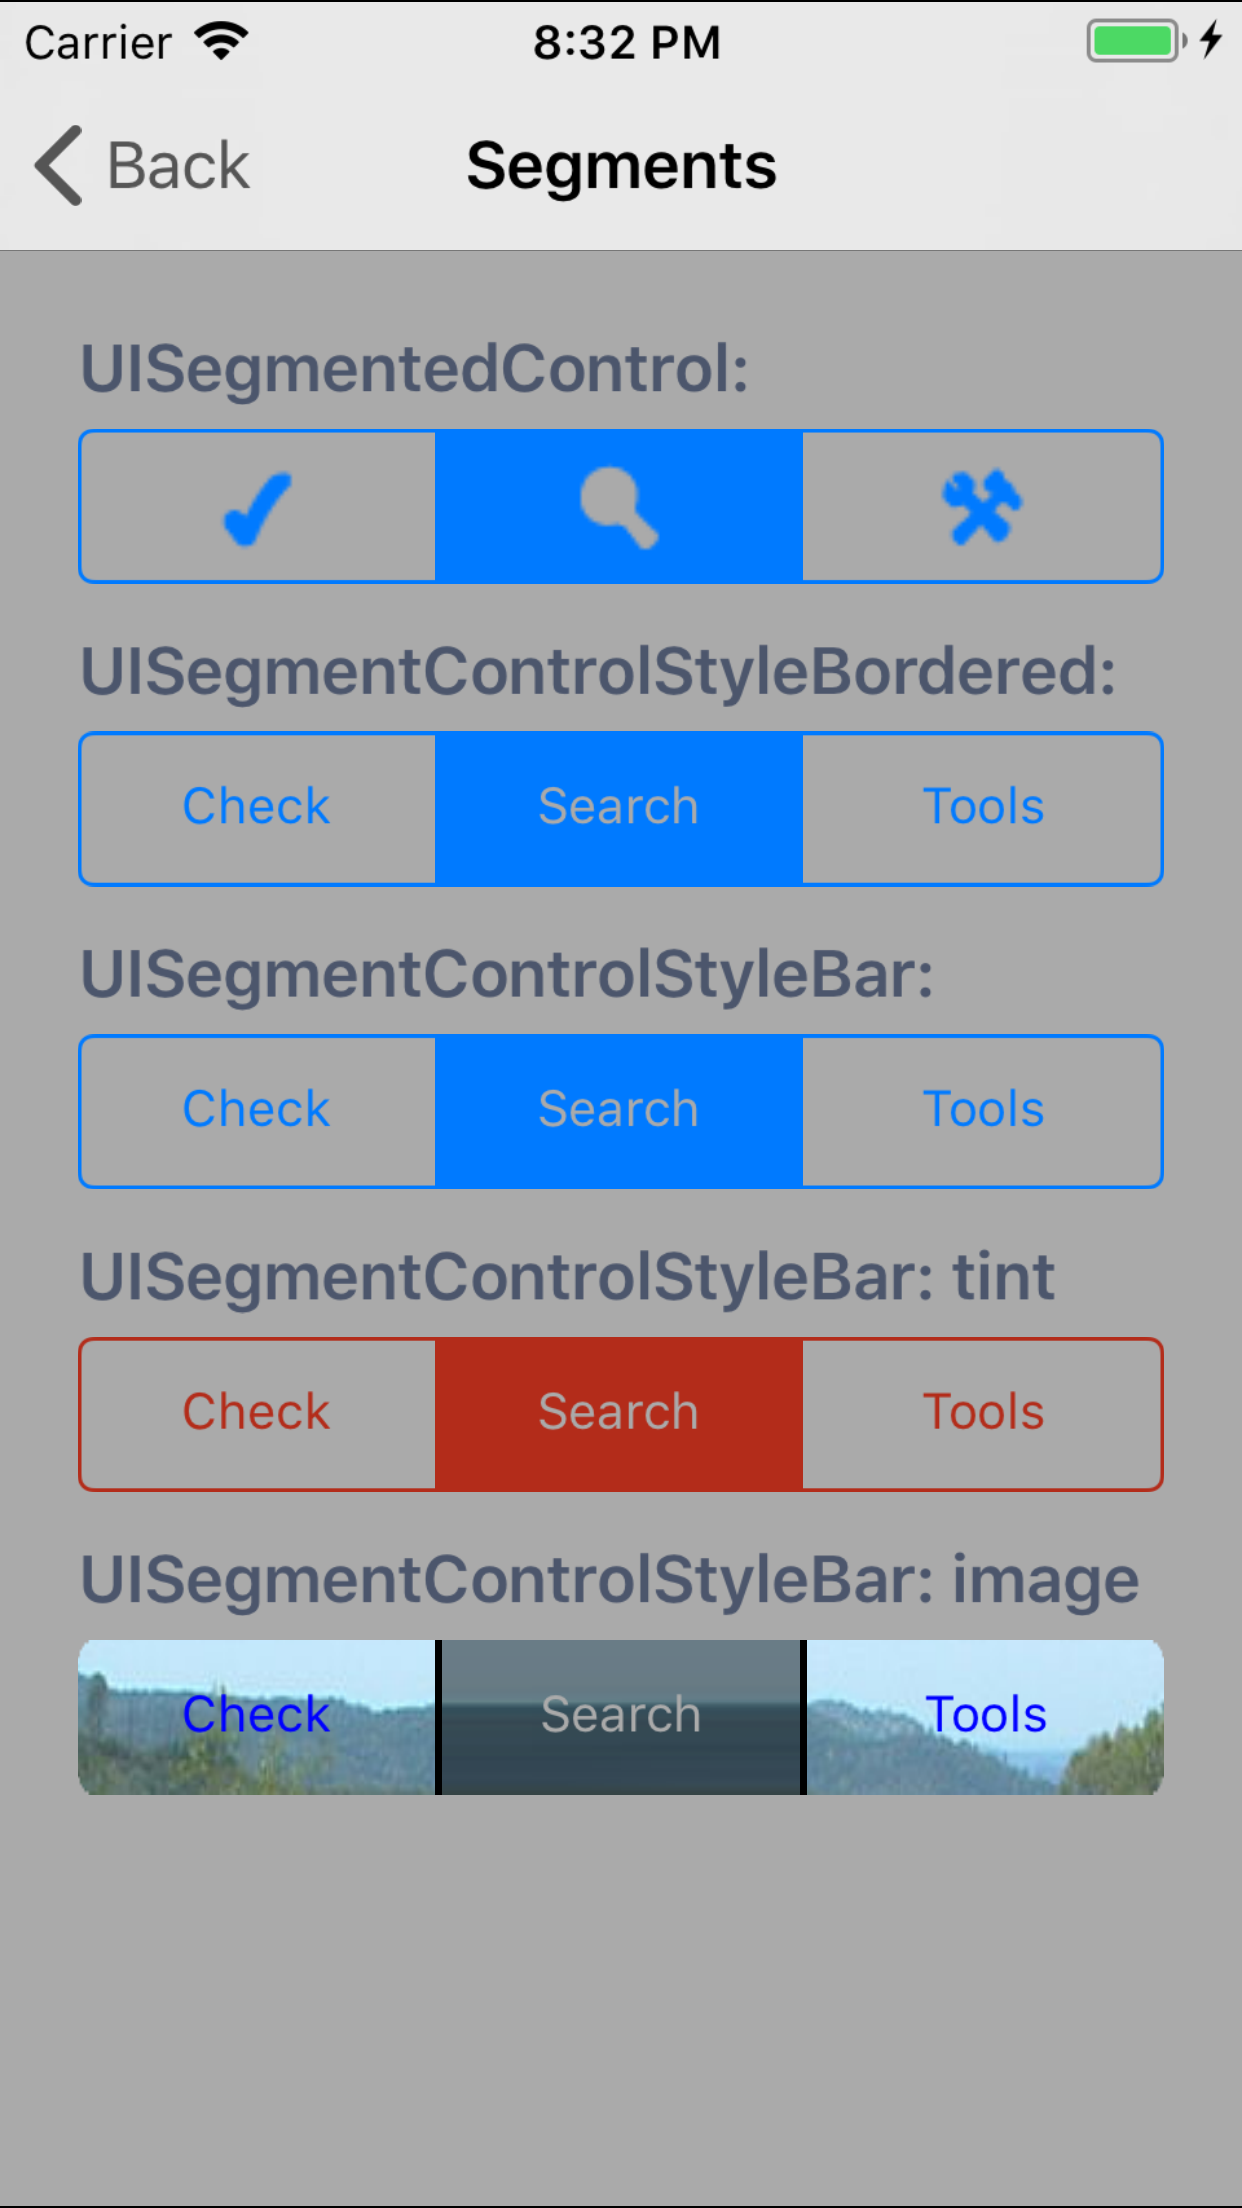 Carrier 8:32 PM
Back Segments
UISegmentedControl:
UISegmentControlStyleBordered:
Check Search Tools
UISegmentControlStyleBar:
Check Search Tools
UISegmentControlStyleBar: tint
Check Search Tools
UISegmentControlStyleBar: image
Check Search Tools